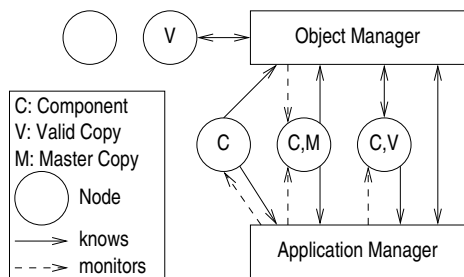 V
Object Manager
C: Component
V: Valid Copy
M: Master Copy
Node
knows
monitors
C
C,M
C,V
Application Manager